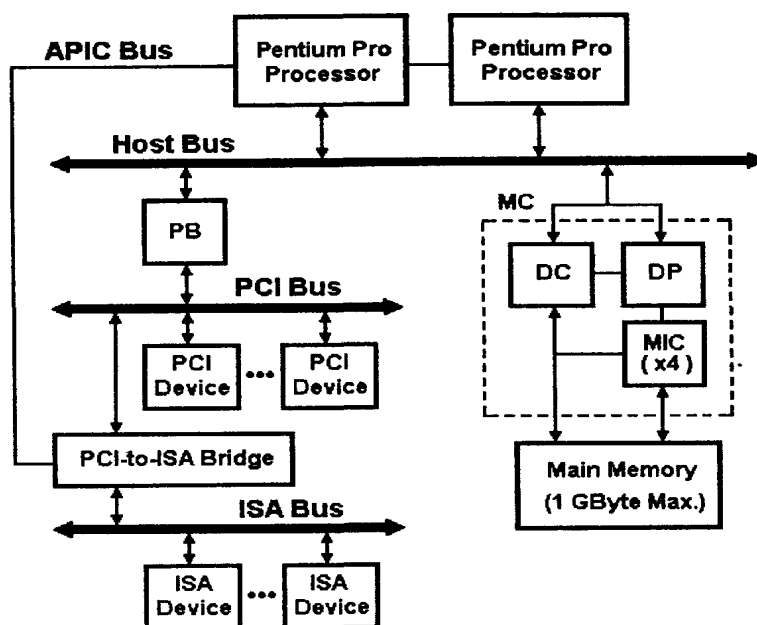 APIC Bus
Pentium Pro
Processor
Pentium Pro
Processor
Host Bus
MC
PB
DC
DP
PCI Bus
MIC
( x4 )
PCI
Device
•••
PCI
Device
PCI-to-ISA Bridge
Main Memory
(1 GByte Max.)
ISA Bus
ISA
Device
•••
ISA
Device